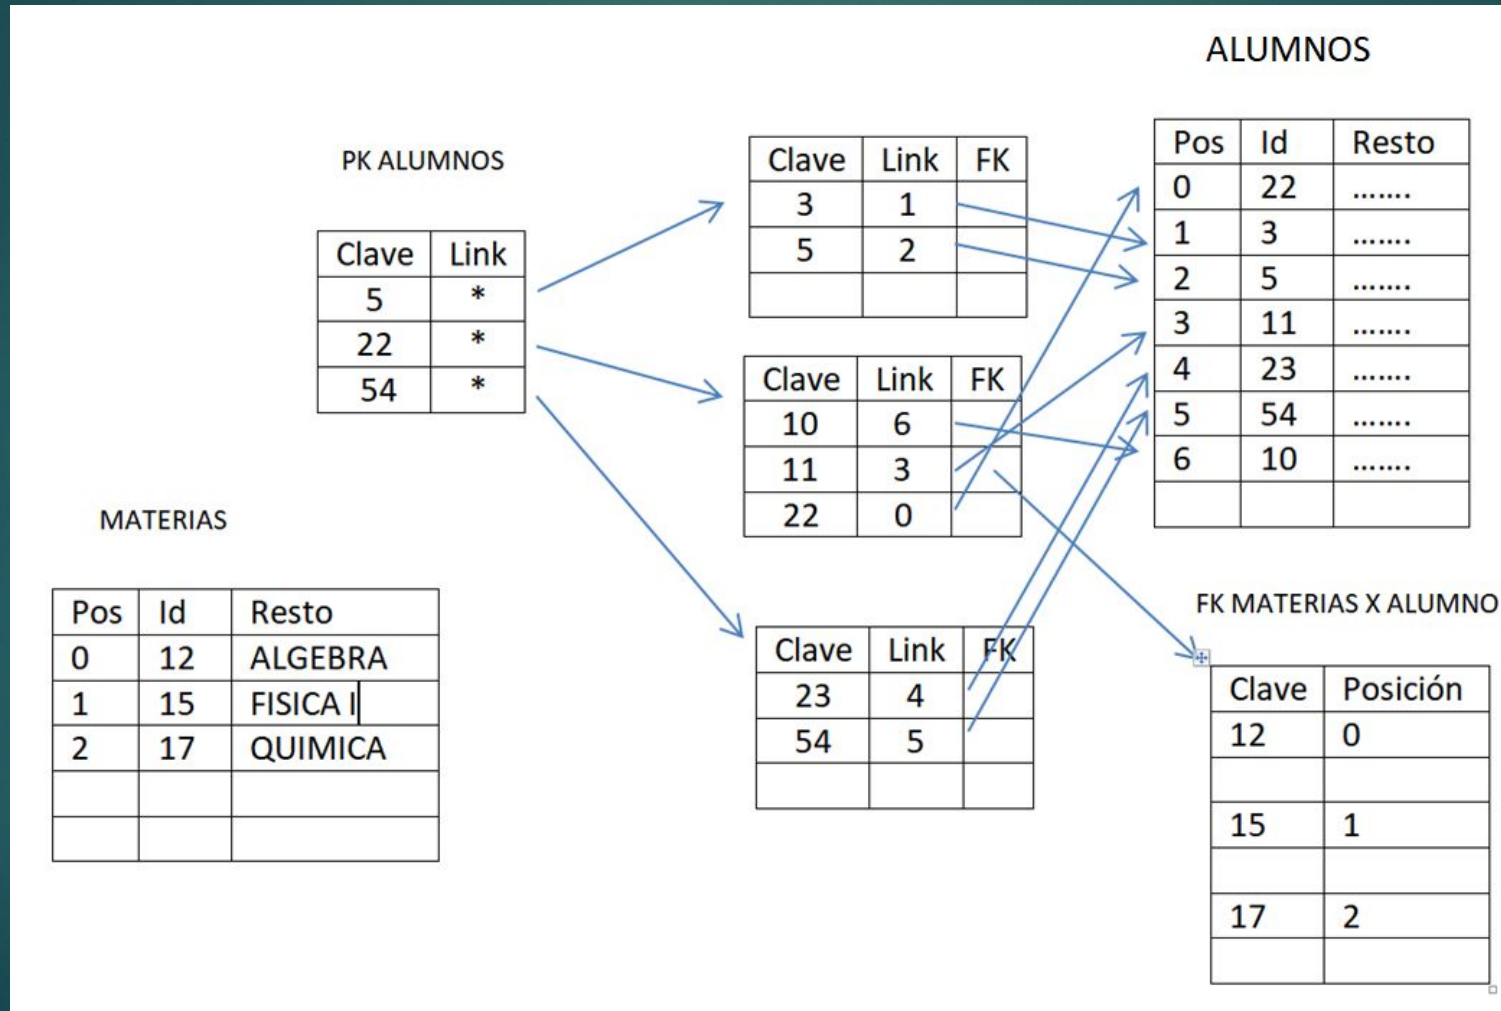 ALUMNOS
PK ALUMNOS
Clave Link
5 *
22 *
54 *
Clave Link FK
3 1
5 2
Clave Link FK
10 6
11 3
22 0
Clave Link FK
23 4
54 5
Pos Id Resto
0 22 .......
1 3 .......
2 5 .......
3 11 .......
4 23 .......
5 54 .......
6 10 .......
MATERIAS
Pos Id Resto
0 12 ALGEBRA
1 15 FISICA I
2 17 QUIMICA
FK MATERIAS X ALUMNO
Clave Posición
12 0
15 1
17 2